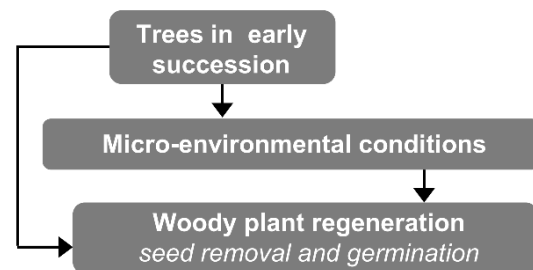 Trees in early
succession
Micro-environmental conditions
Woody plant regeneration
seed removal and germination